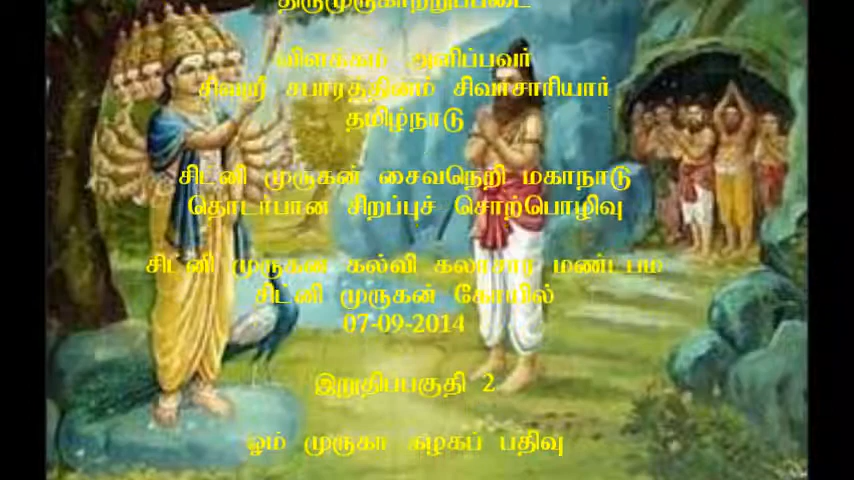 திருமுருகாற்றுப்படை
விளக்கம் அளிப்பவர்
சிவஸ்ரீ சபாரத்தினம் சிவாச்சாரியார்
தமிழ்நாடு
சிட்னி முருகன் சைவநெறி மகாநாடு
தொடர்பான சிறப்புச் சொற்பொழிவு
சிட்னி முருகன் கல்வி கலாசார மண்டபம்
சிட்னி முருகன் கோயில்
07-09-2014
இறுதிப்பகுதி 2
ஓம் முருகா கழகப் பதிவு